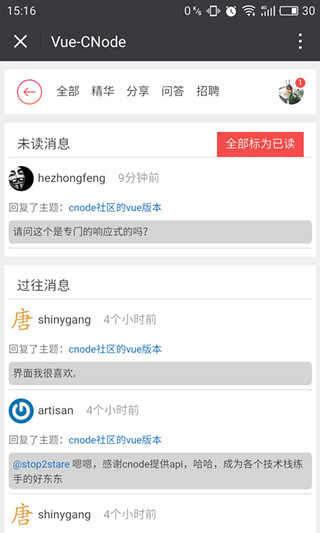 15:16
0 K/s
4G
30
Vue-CNode
全部 精华 分享 问答 招聘
1
未读消息
全部标为已读
hezhongfeng 9分钟前
回复了主题: cnode社区的vue版本
请问这个是专门的响应式的吗?
过往消息
唐
shinygang 4个小时前
回复了主题: cnode社区的vue版本
界面我很喜欢。
artisan 4个小时前
回复了主题: cnode社区的vue版本
@stop2stare 嗯嗯，感谢cnode提供api，哈哈，成为各个技术栈练
手的好东东
唐
shinygang 4个小时前